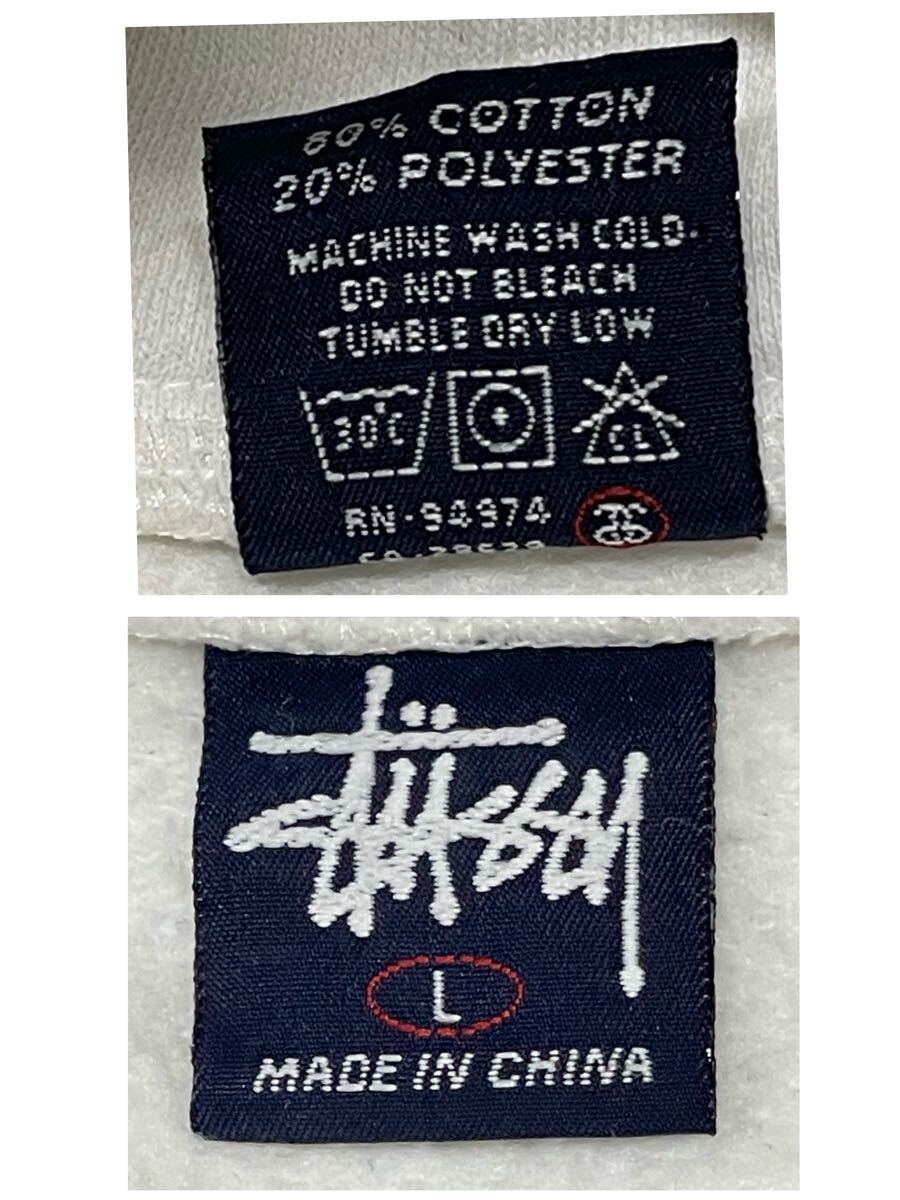 80% COTTON
20% POLYESTER
MACHINE WASH COLD.
DO NOT BLEACH
TUMBLE DRY LOW
30°C
CL
RN-94974
Stüssy
L
MADE IN CHINA